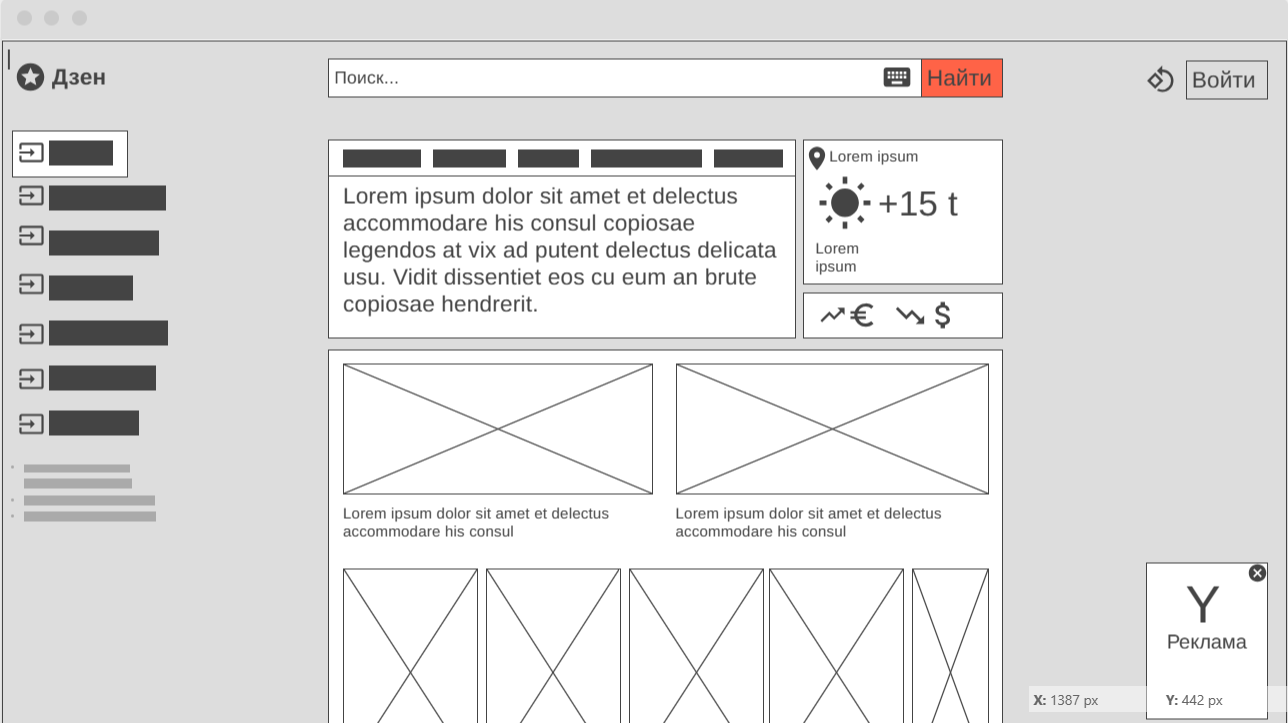 Дзен
Поиск...
Найти
Войти
Lorem ipsum dolor sit amet et delectus
accommodare his consul copiosae
legendos at vix ad putent delectus delicata
usu. Vidit dissentiet eos cu eum an brute
copiosae hendrerit.
Lorem ipsum
+15 t
Lorem
ipsum
€ $
Lorem ipsum dolor sit amet et delectus
accommodare his consul
Lorem ipsum dolor sit amet et delectus
accommodare his consul
Y
Реклама
X: 1387 px Y: 442 px